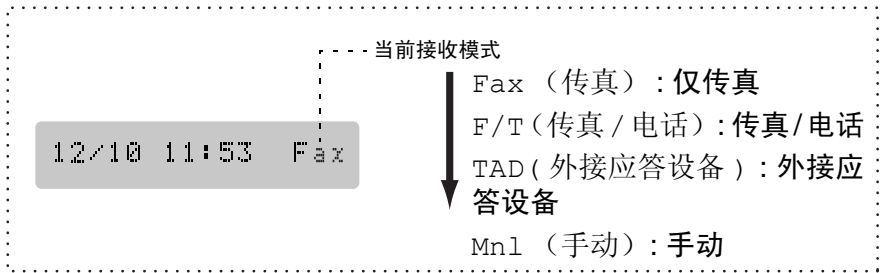 当前接收模式
Fax （传真）: 仅传真
F/T(传真 / 电话): 传真/电话
12/10 11:53 Fax
TAD( 外接应答设备 ) : 外接应
答设备
Mnl （手动）: 手动